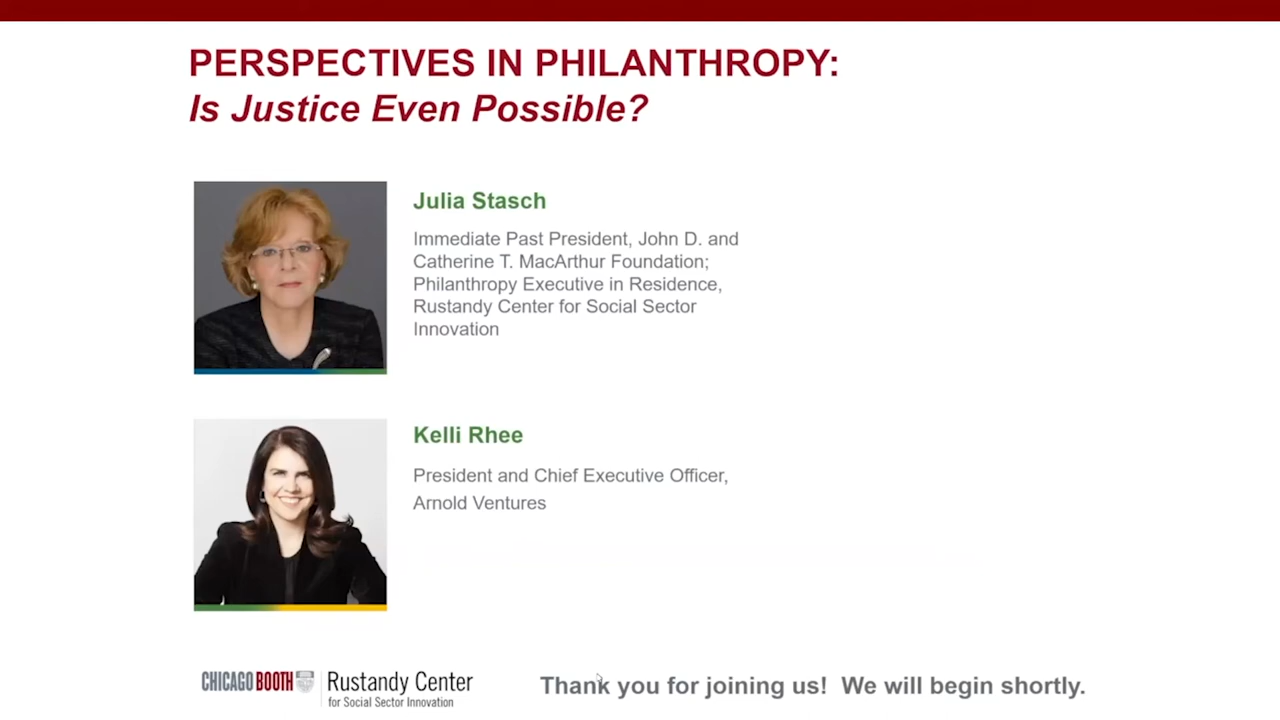 PERSPECTIVES IN PHILANTHROPY:
Is Justice Even Possible?
Julia Stasch
Immediate Past President, John D. and
Catherine T. MacArthur Foundation;
Philanthropy Executive in Residence,
Rustandy Center for Social Sector
Innovation
Kelli Rhee
President and Chief Executive Officer,
Arnold Ventures
CHICAGO BOOTH
Rustandy Center
for Social Sector Innovation
Thank you for joining us! We will begin shortly.